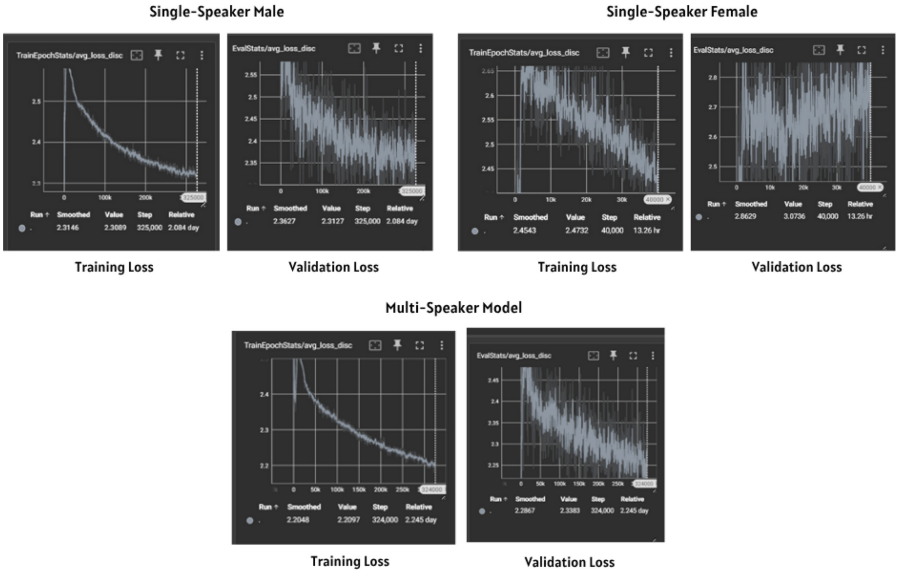 Single-Speaker Male
Single-Speaker Female
TrainEpochStats/avg_loss_disc
2.5
2.4
2.3
0 100k 200k 325000
Run ↑ Smoothed Value Step Relative
. 2.3146 2.3089 325,000 2.084 day
Training Loss
EvalStats/avg_loss_disc
2.55
2.5
2.45
2.4
2.35
0 100k 200k 325000
Run ↑ Smoothed Value Step Relative
. 2.3627 2.3127 325,000 2.084 day
Validation Loss
TrainEpochStats/avg_loss_disc
2.65
2.6
2.55
2.5
2.45
0 10k 20k 30k 40000
Run ↑ Smoothed Value Step Relative
. 2.4543 2.4732 40,000 13.26 hr
Training Loss
EvalStats/avg_loss_disc
2.8
2.7
2.6
2.5
0 10k 20k 30k 40000 ×
Run ↑ Smoothed Value Step Relative
. 2.8629 3.0736 40,000 13.26 hr
Validation Loss
Multi-Speaker Model
TrainEpochStats/avg_loss_disc
2.4
2.3
2.2
0 50k 100k 150k 200k 250k 324000
Run ↑ Smoothed Value Step Relative
. 2.2048 2.2097 324,000 2.245 day
Training Loss
EvalStats/avg_loss_disc
2.45
2.4
2.35
2.3
2.25
0 50k 100k 150k 200k 250k 324000
Run ↑ Smoothed Value Step Relative
. 2.2867 2.3383 324,000 2.245 day
Validation Loss